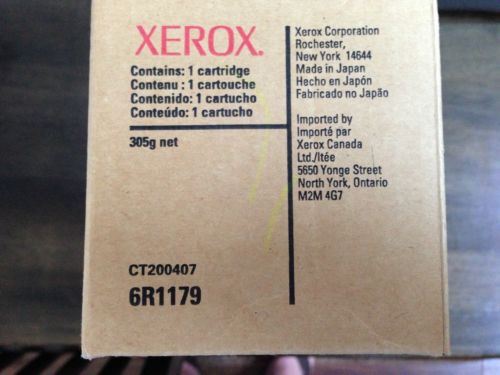 XEROX.
Contains: 1 cartridge
Contenu : 1 cartouche
Contenido: 1 cartucho
Conteúdo: 1 cartucho
305g net
CT200407
6R1179
Xerox Corporation
Rochester,
New York 14644
Made in Japan
Hecho en Japón
Fabricado no Japão
Imported by
Importé par
Xerox Canada
Ltd./ltée
5650 Yonge Street
North York, Ontario
M2M 4G7